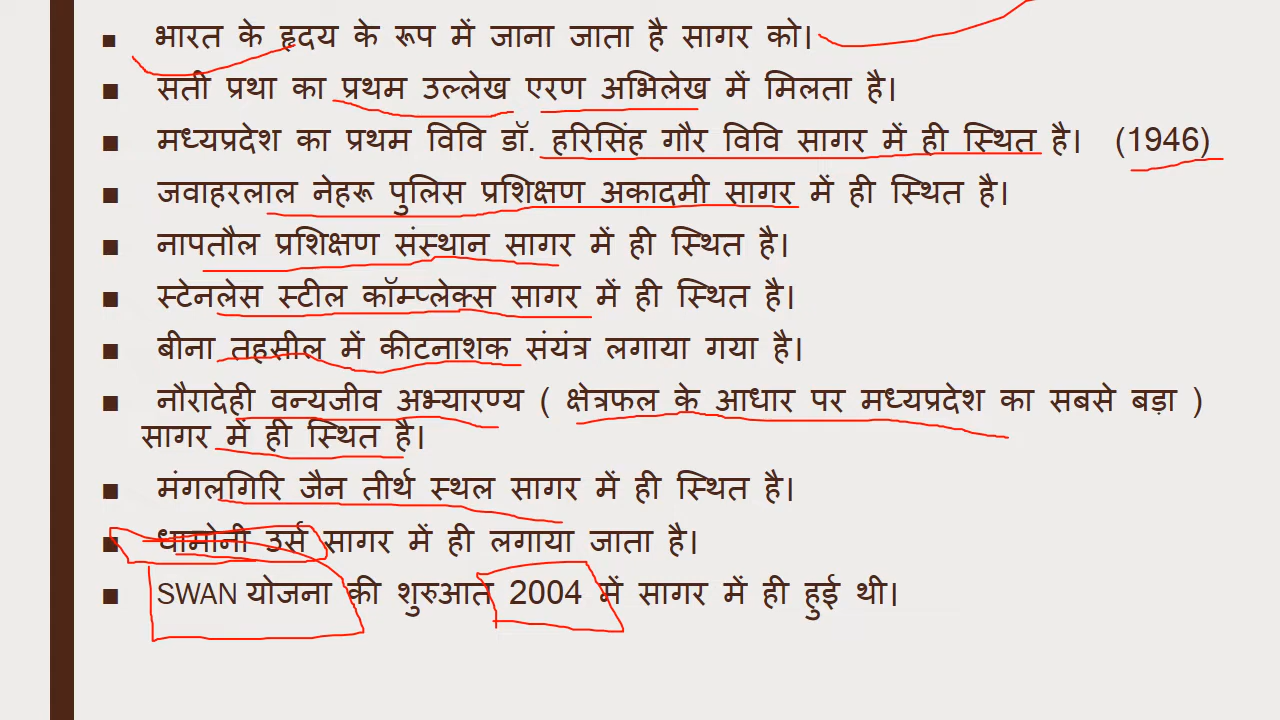 ▪ भारत के हृदय के रूप में जाना जाता है सागर को।
▪ सती प्रथा का प्रथम उल्लेख एरण अभिलेख में मिलता है।
▪ मध्यप्रदेश का प्रथम विवि डॉ. हरिसिंह गौर विवि सागर में ही स्थित है। (1946)
▪ जवाहरलाल नेहरू पुलिस प्रशिक्षण अकादमी सागर में ही स्थित है।
▪ नापतौल प्रशिक्षण संस्थान सागर में ही स्थित है।
▪ स्टेनलेस स्टील कॉम्प्लेक्स सागर में ही स्थित है।
▪ बीना तहसील में कीटनाशक संयंत्र लगाया गया है।
▪ नौरादेही वन्यजीव अभ्यारण्य ( क्षेत्रफल के आधार पर मध्यप्रदेश का सबसे बड़ा )
सागर में ही स्थित है।
▪ मंगलगिरि जैन तीर्थ स्थल सागर में ही स्थित है।
▪ धामोनी उर्स सागर में ही लगाया जाता है।
▪ SWAN योजना की शुरुआत 2004 में सागर में ही हुई थी।